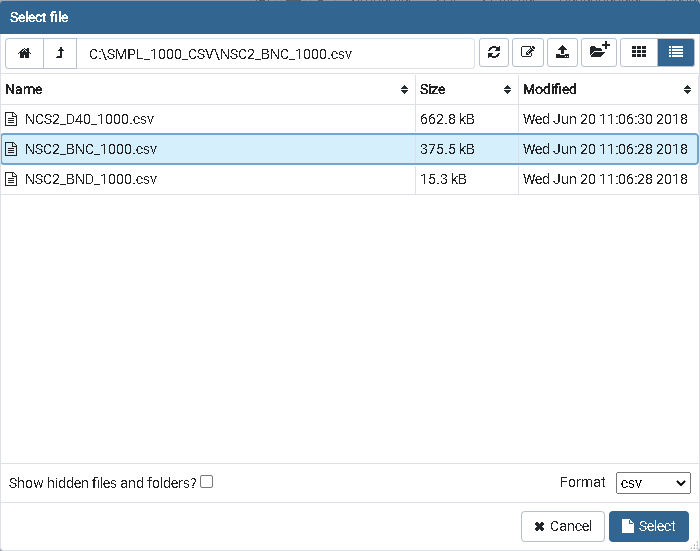 Select file
C:\SMPL_1000_CSV\NSC2_BNC_1000.csv
Name Size Modified
NCS2_D40_1000.csv 662.8 kB Wed Jun 20 11:06:30 2018
NSC2_BNC_1000.csv 375.5 kB Wed Jun 20 11:06:28 2018
NSC2_BND_1000.csv 15.3 kB Wed Jun 20 11:06:28 2018
Show hidden files and folders? Format csv
Cancel Select